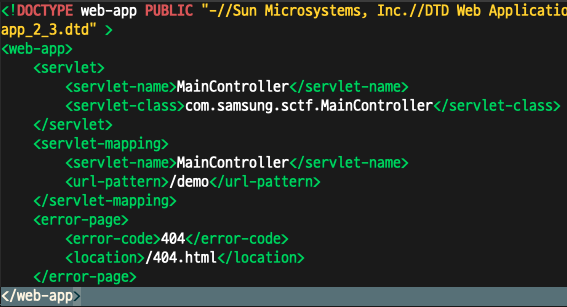 <!DOCTYPE web-app PUBLIC "-//Sun Microsystems, Inc.//DTD Web Applicatio
app_2_3.dtd" >
<web-app>
<servlet>
<servlet-name>MainController</servlet-name>
<servlet-class>com.samsung.sctf.MainController</servlet-class>
</servlet>
<servlet-mapping>
<servlet-name>MainController</servlet-name>
<url-pattern>/demo</url-pattern>
</servlet-mapping>
<error-page>
<error-code>404</error-code>
<location>/404.html</location>
</error-page>
</web-app>